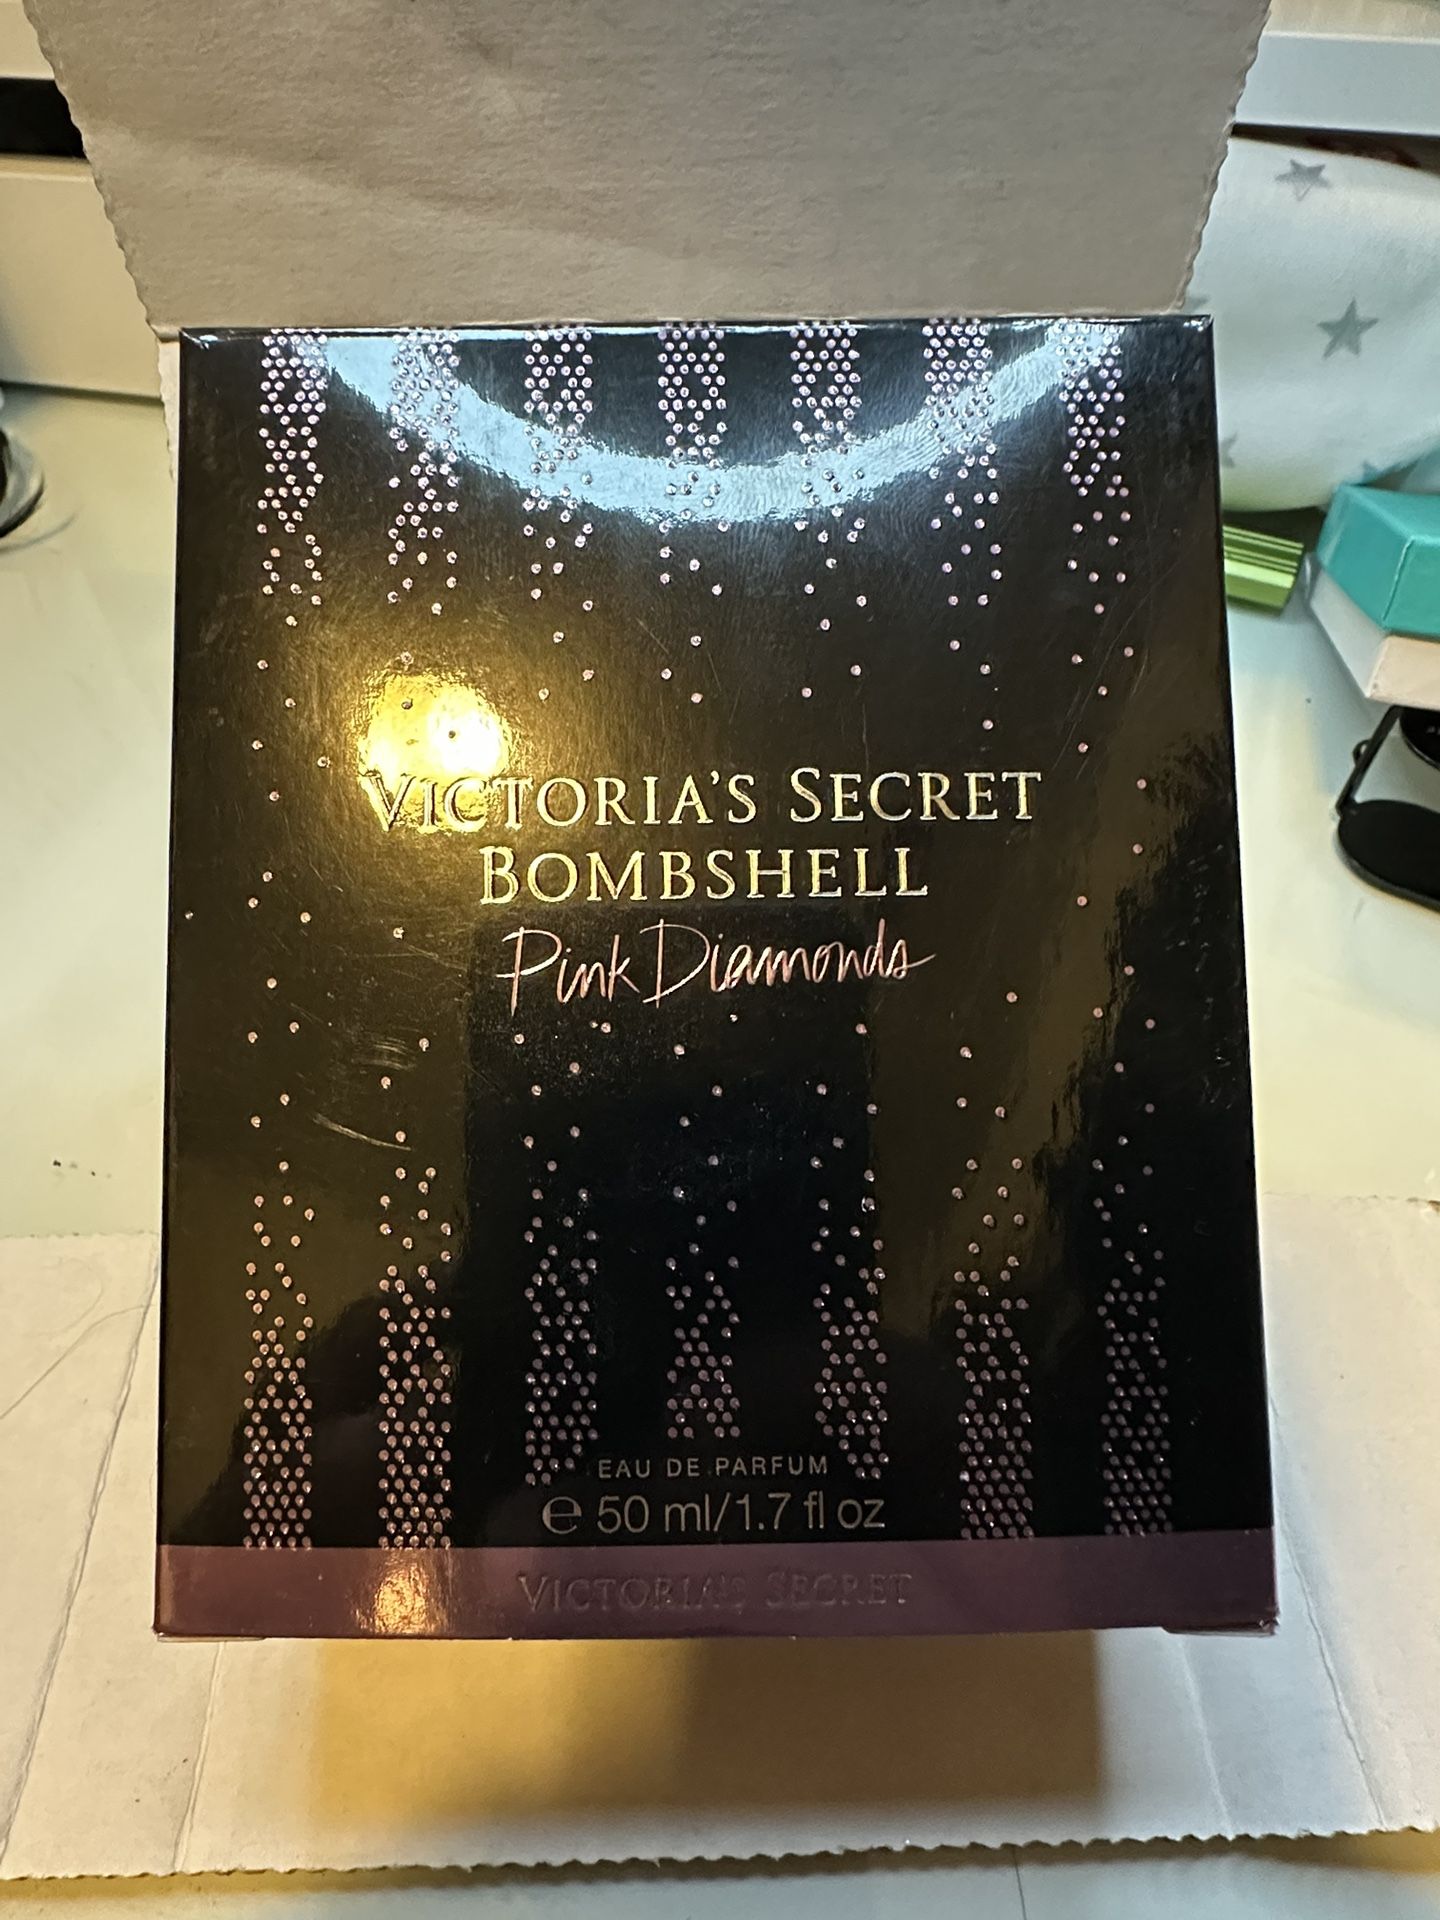 VICTORIA'S SECRET
BOMBSHELL
Pink Diamonds
EAU DE PARFUM
℮ 50 ml/1.7 fl oz
VICTORIA'S SECRET